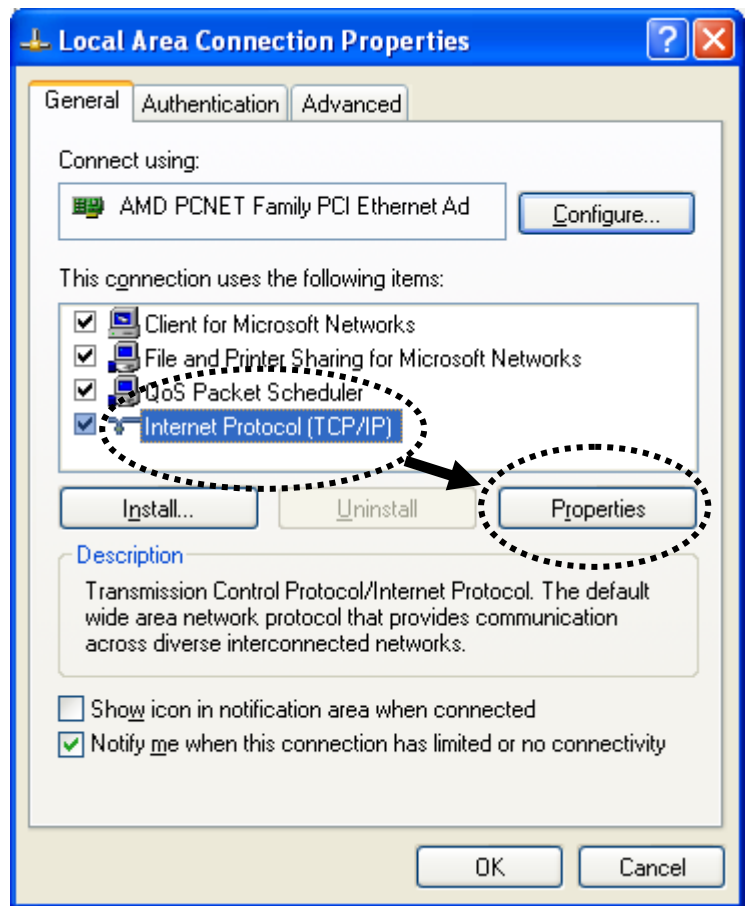 Local Area Connection Properties
General Authentication Advanced
Connect using:
AMD PCNET Family PCI Ethernet Ad
Configure...
This connection uses the following items:
Client for Microsoft Networks
File and Printer Sharing for Microsoft Networks
QoS Packet Scheduler
Internet Protocol (TCP/IP)
Install... Uninstall Properties
Description
Transmission Control Protocol/Internet Protocol. The default
wide area network protocol that provides communication
across diverse interconnected networks.
Show icon in notification area when connected
Notify me when this connection has limited or no connectivity
OK Cancel